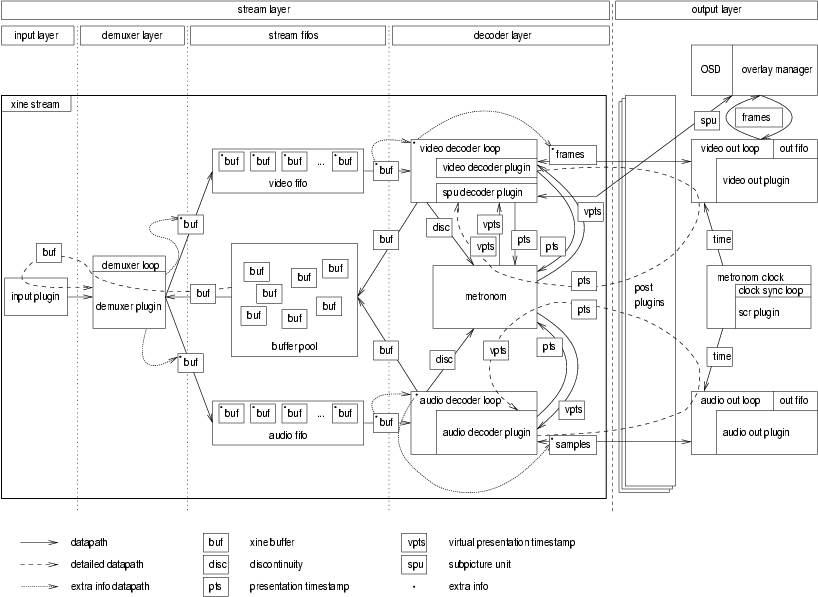 stream layer
output layer
input layer
demuxer layer
stream fifos
decoder layer
OSD
overlay manager
xine stream
spu
frames
buf
buf
buf
...
buf
video fifo
buf
video decoder loop
video decoder plugin
spu decoder plugin
frames
video out loop
out fifo
video out plugin
buf
disc
vpts
pts
pts
vpts
vpts
time
buf
buf
demuxer loop
demuxer plugin
input plugin
buf
buf
buf
buf
buf
buf
buf
buf
buffer pool
metronom
pts
pts
post
plugins
metronom clock
clock sync loop
scr plugin
buf
buf
disc
vpts
pts
time
buf
buf
buf
...
buf
audio fifo
buf
audio decoder loop
audio decoder plugin
vpts
samples
audio out loop
out fifo
audio out plugin
datapath
buf
xine buffer
vpts
virtual presentation timestamp
detailed datapath
disc
discontinuity
spu
subpicture unit
extra info datapath
pts
presentation timestamp
extra info